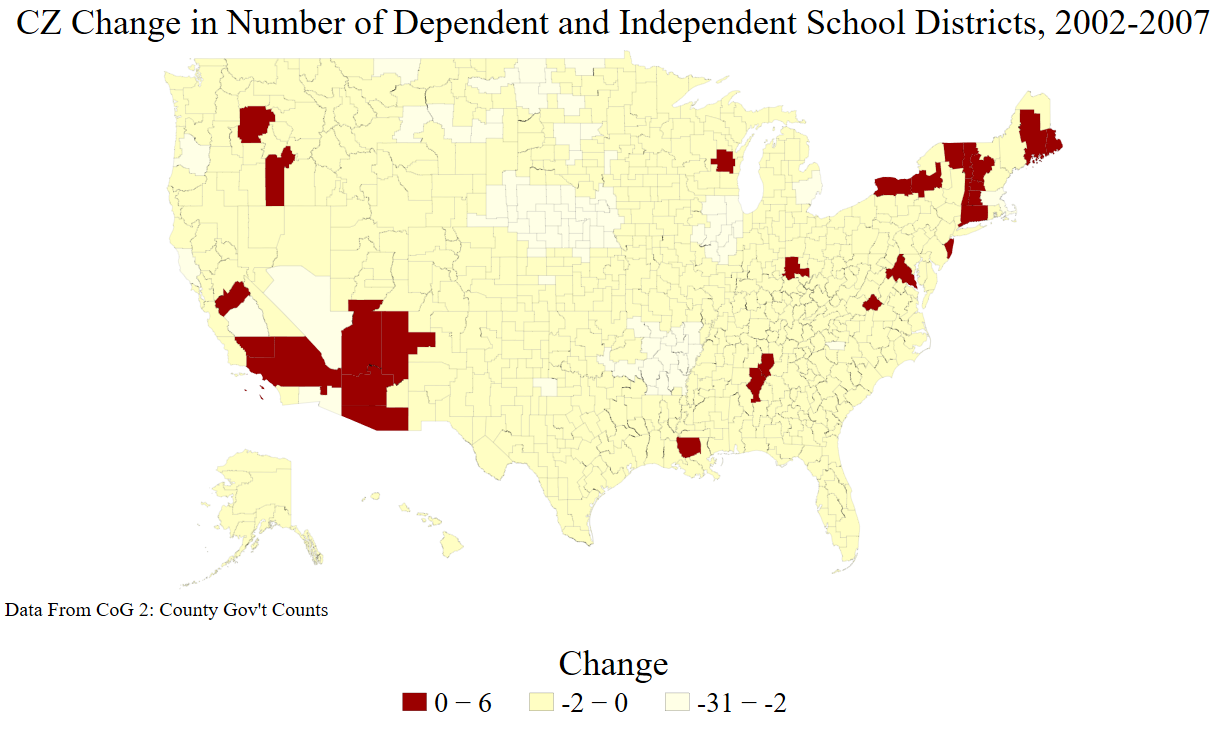 CZ Change in Number of Dependent and Independent School Districts, 2002-2007
Data From CoG 2: County Gov't Counts
Change
0 − 6 -2 − 0 -31 − -2